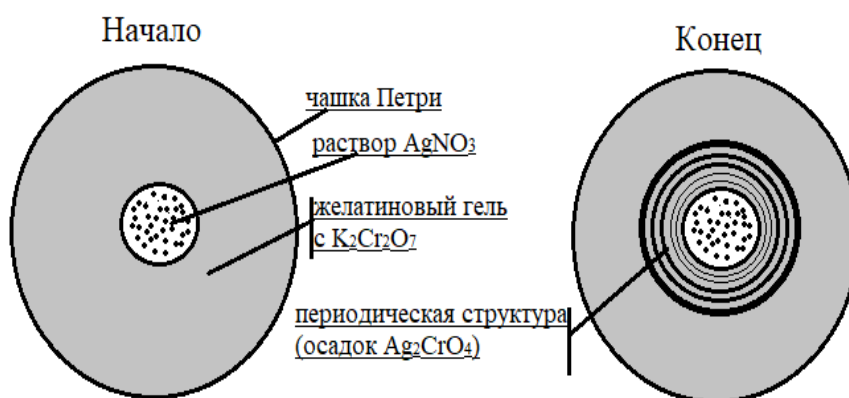 Начало
Конец
чашка Петри
раствор AgNO₃
желатиновый гель
с K₂Cr₂O₇
периодическая структура
(осадок Ag₂CrO₄)